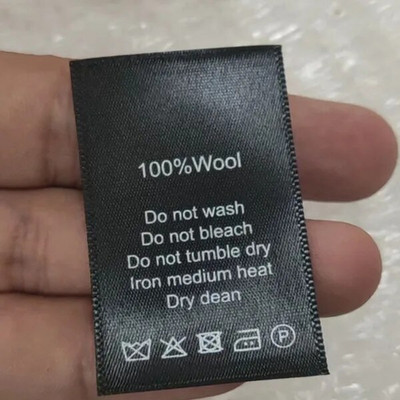 100%Wool
Do not wash
Do not bleach
Do not tumble dry
Iron medium heat
Dry dean
P